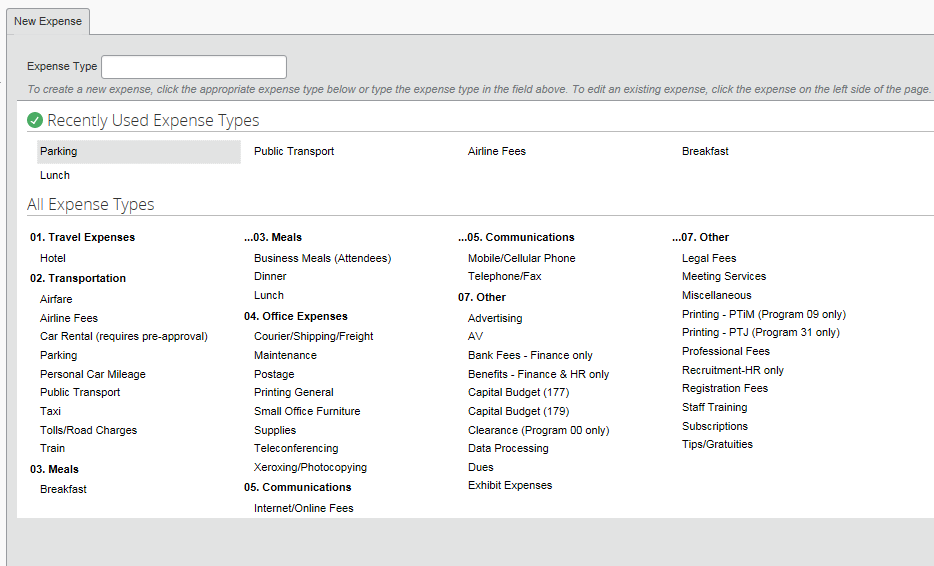 New Expense
Expense Type
To create a new expense, click the appropriate expense type below or type the expense type in the field above. To edit an existing expense, click the expense on the left side of the page.
Recently Used Expense Types
Parking
Public Transport
Airline Fees
Breakfast
Lunch
All Expense Types
01. Travel Expenses
Hotel
02. Transportation
Airfare
Airline Fees
Car Rental (requires pre-approval)
Parking
Personal Car Mileage
Public Transport
Taxi
Tolls/Road Charges
Train
03. Meals
Breakfast
...03. Meals
Business Meals (Attendees)
Dinner
Lunch
04. Office Expenses
Courier/Shipping/Freight
Maintenance
Postage
Printing General
Small Office Furniture
Supplies
Teleconferencing
Xeroxing/Photocopying
05. Communications
Internet/Online Fees
...05. Communications
Mobile/Cellular Phone
Telephone/Fax
07. Other
Advertising
AV
Bank Fees - Finance only
Benefits - Finance & HR only
Capital Budget (177)
Capital Budget (179)
Clearance (Program 00 only)
Data Processing
Dues
Exhibit Expenses
...07. Other
Legal Fees
Meeting Services
Miscellaneous
Printing - PTiM (Program 09 only)
Printing - PTJ (Program 31 only)
Professional Fees
Recruitment-HR only
Registration Fees
Staff Training
Subscriptions
Tips/Gratuities